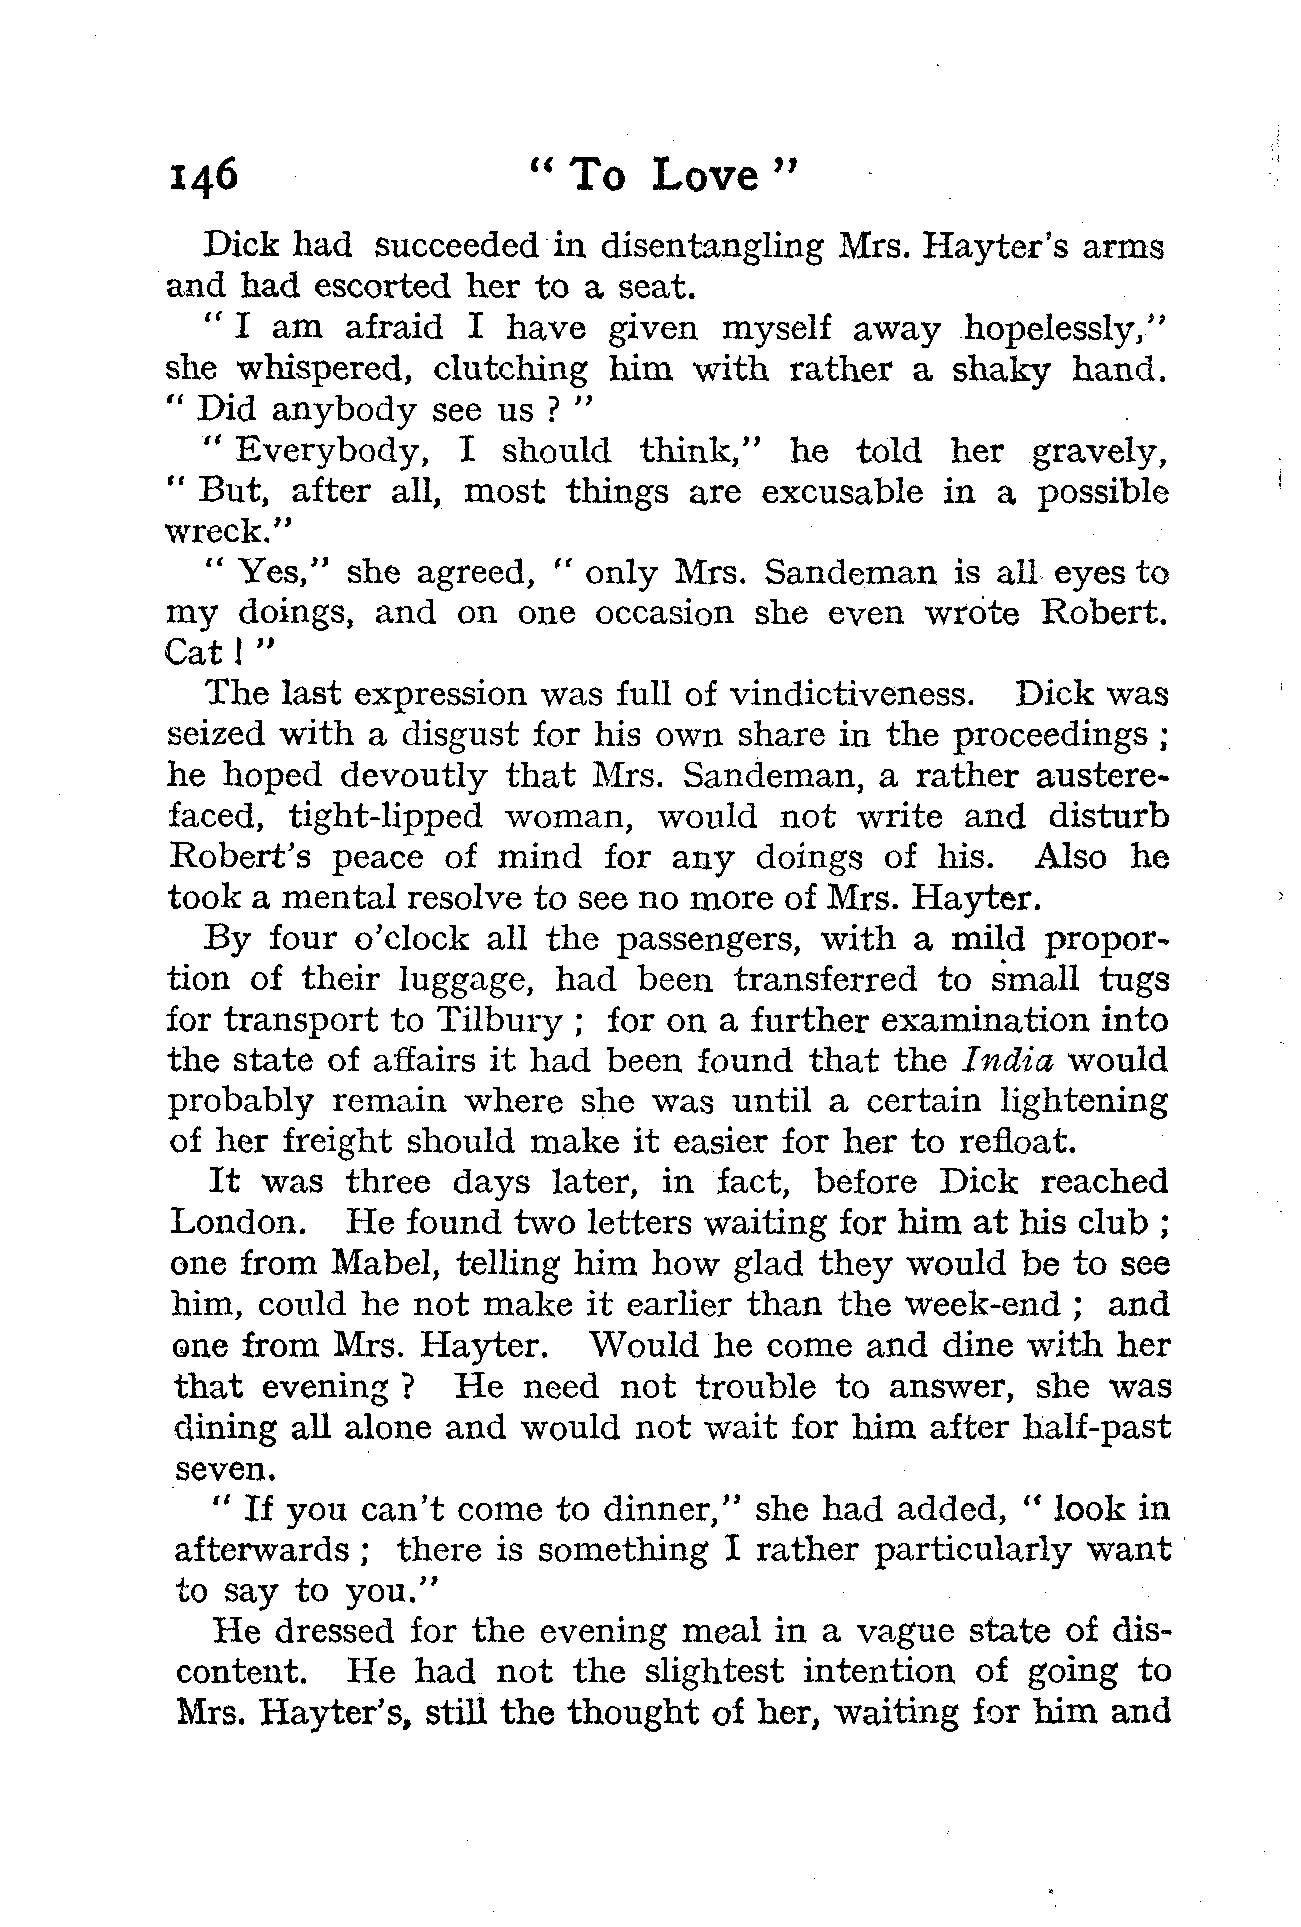 146 " To Love "
Dick had succeeded in disentangling Mrs. Hayter's arms
and had escorted her to a seat.
" I am afraid I have given myself away hopelessly,"
she whispered, clutching him with rather a shaky hand.
" Did anybody see us ? "
" Everybody, I should think," he told her gravely,
" But, after all, most things are excusable in a possible
wreck."
" Yes," she agreed, " only Mrs. Sandeman is all eyes to
my doings, and on one occasion she even wrote Robert.
Cat ! "
The last expression was full of vindictiveness. Dick was
seized with a disgust for his own share in the proceedings ;
he hoped devoutly that Mrs. Sandeman, a rather austere-
faced, tight-lipped woman, would not write and disturb
Robert's peace of mind for any doings of his. Also he
took a mental resolve to see no more of Mrs. Hayter.
By four o'clock all the passengers, with a mild propor-
tion of their luggage, had been transferred to small tugs
for transport to Tilbury ; for on a further examination into
the state of affairs it had been found that the India would
probably remain where she was until a certain lightening
of her freight should make it easier for her to refloat.
It was three days later, in fact, before Dick reached
London. He found two letters waiting for him at his club ;
one from Mabel, telling him how glad they would be to see
him, could he not make it earlier than the week-end ; and
one from Mrs. Hayter. Would he come and dine with her
that evening ? He need not trouble to answer, she was
dining all alone and would not wait for him after half-past
seven.
" If you can't come to dinner," she had added, " look in
afterwards ; there is something I rather particularly want
to say to you."
He dressed for the evening meal in a vague state of dis-
content. He had not the slightest intention of going to
Mrs. Hayter's, still the thought of her, waiting for him and